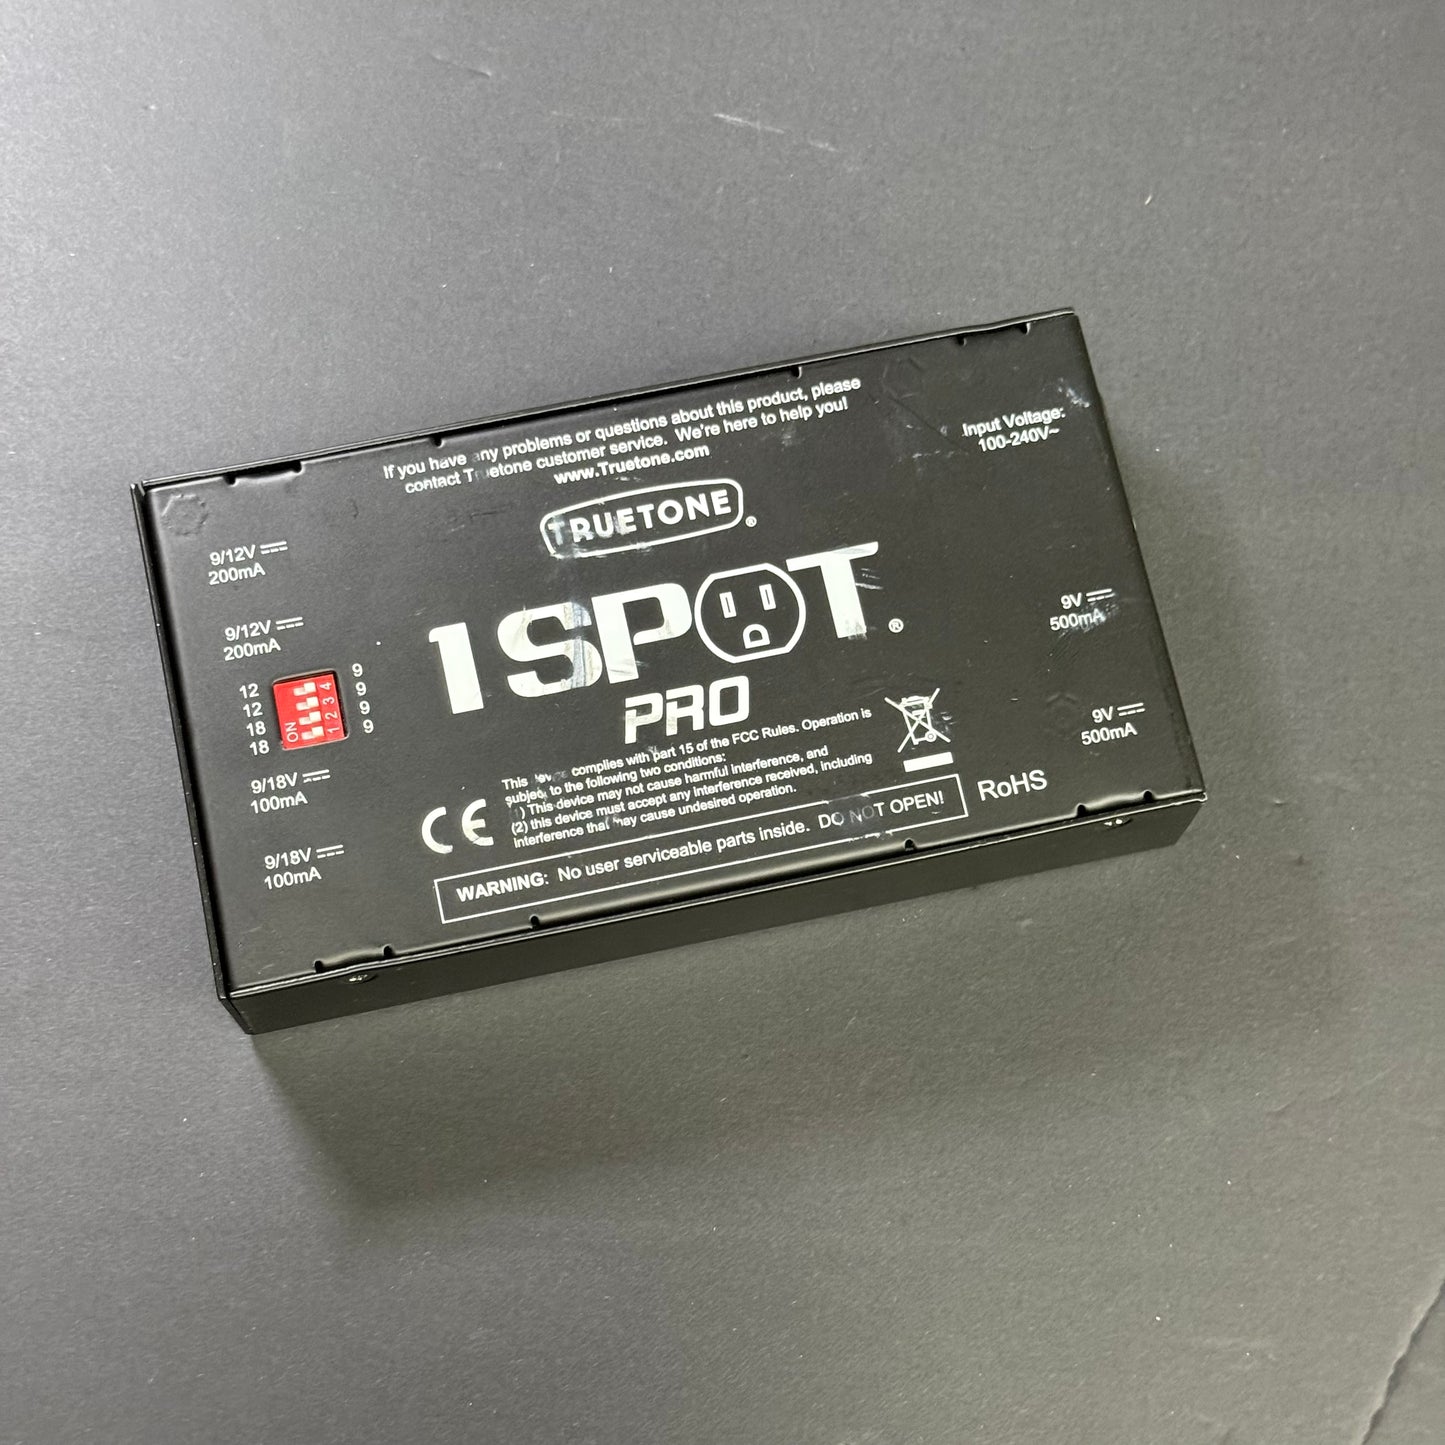 If you have any problems or questions about this product, please
contact Truetone customer service. We're here to help you!
www.Truetone.com
Input Voltage:
100-240V~
TRUETONE®
1 SPOT®
PRO
9/12V
200mA
9/12V
200mA
12 9
12 9
18 9
18 9
ON
1 2 3 4
9/18V
100mA
9/18V
100mA
9V
500mA
9V
500mA
This complies with part 15 of the FCC Rules. Operation is
subject to the following two conditions:
(1) This device may not cause harmful interference, and
(2) this device must accept any interference received, including
interference that may cause undesired operation.
CE
WARNING: No user serviceable parts inside. DO NOT OPEN!
RoHS